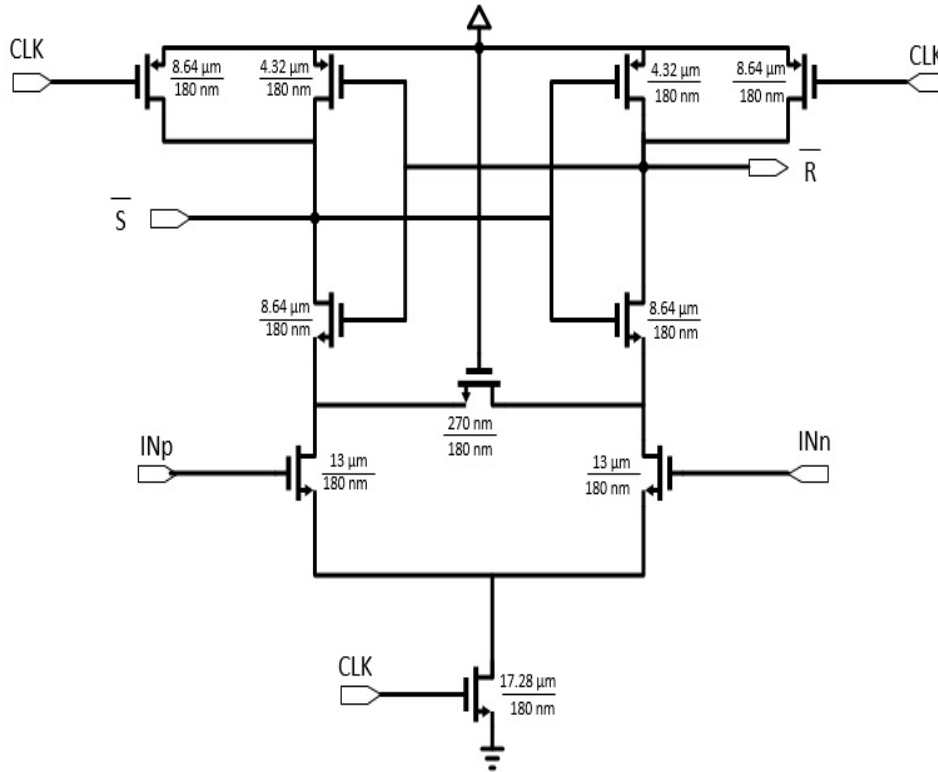 CLK
8.64 µm
180 nm
4.32 µm
180 nm
4.32 µm
180 nm
8.64 µm
180 nm
CLK
R
S
8.64 µm
180 nm
8.64 µm
180 nm
270 nm
180 nm
INp
13 µm
180 nm
13 µm
180 nm
INn
CLK
17.28 µm
180 nm